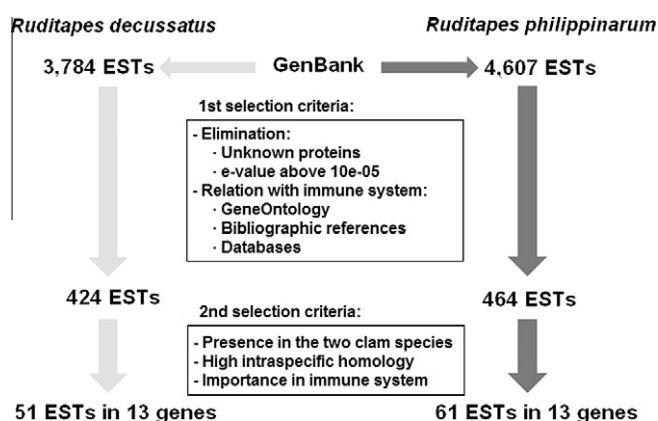 Ruditapes decussatus
Ruditapes philippinarum
3,784 ESTs
GenBank
4,607 ESTs
1st selection criteria:
- Elimination:
· Unknown proteins
· e-value above 10e-05
- Relation with immune system:
· GeneOntology
· Bibliographic references
· Databases
424 ESTs
464 ESTs
2nd selection criteria:
- Presence in the two clam species
- High intraspecific homology
- Importance in immune system
51 ESTs in 13 genes
61 ESTs in 13 genes